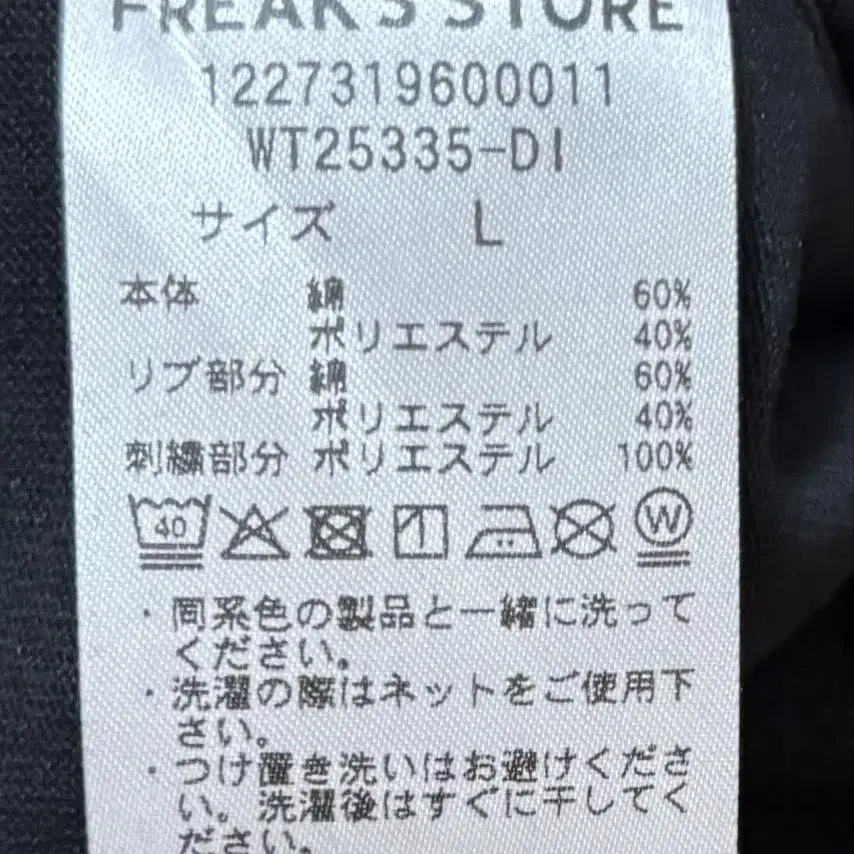 FREAK'S STORE
1227319600011
WT25335-DI
サイズ L
本体 綿 60%
ポリエステル 40%
リブ部分 綿 60%
ポリエステル 40%
刺繍部分 ポリエステル 100%
40 W
・同系色の製品と一緒に洗って
ください。
・洗濯の際はネットをご使用下
さい。
・つけ置き洗いはお避けくださ
い。洗濯後はすぐに干してく
ださい。